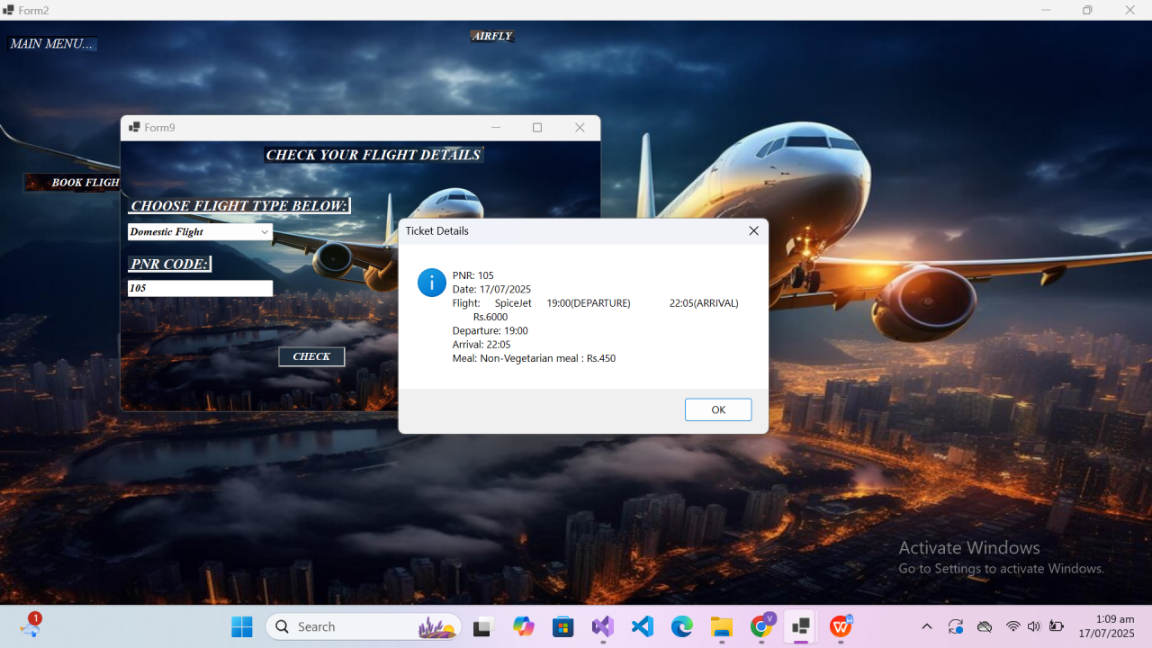 Form2
AIRFLY
MAIN MENU...
Form9
CHECK YOUR FLIGHT DETAILS
BOOK FLIGH
CHOOSE FLIGHT TYPE BELOW:
Domestic Flight
PNR CODE:
105
CHECK
Ticket Details
PNR: 105
Date: 17/07/2025
Flight: SpiceJet 19:00(DEPARTURE) 22:05(ARRIVAL)
Rs.6000
Departure: 19:00
Arrival: 22:05
Meal: Non-Vegetarian meal : Rs.450
OK
Activate Windows
Go to Settings to activate Windows.
1
Search
V
W
1:09 am
17/07/2025